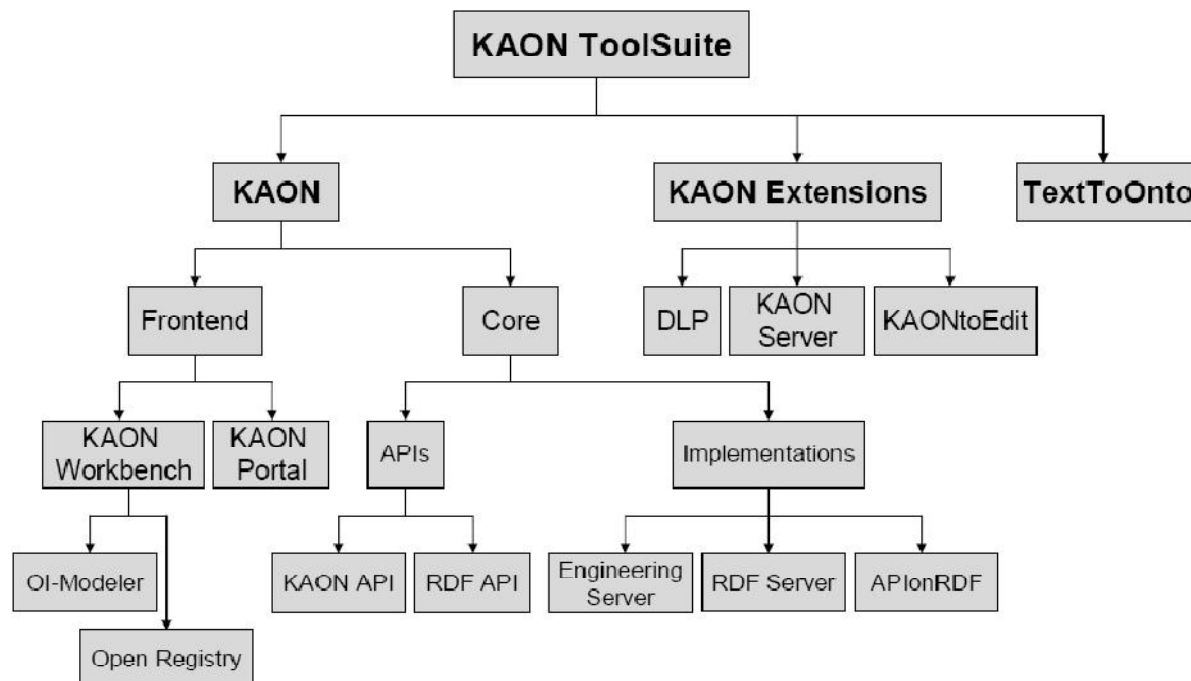 KAON ToolSuite
KAON
KAON Extensions
TextToOnto
Frontend
Core
DLP
KAON
Server
KAONtoEdit
KAON
Workbench
KAON
Portal
APIs
Implementations
OI-Modeler
KAON API
RDF API
Engineering
Server
RDF Server
APIonRDF
Open Registry